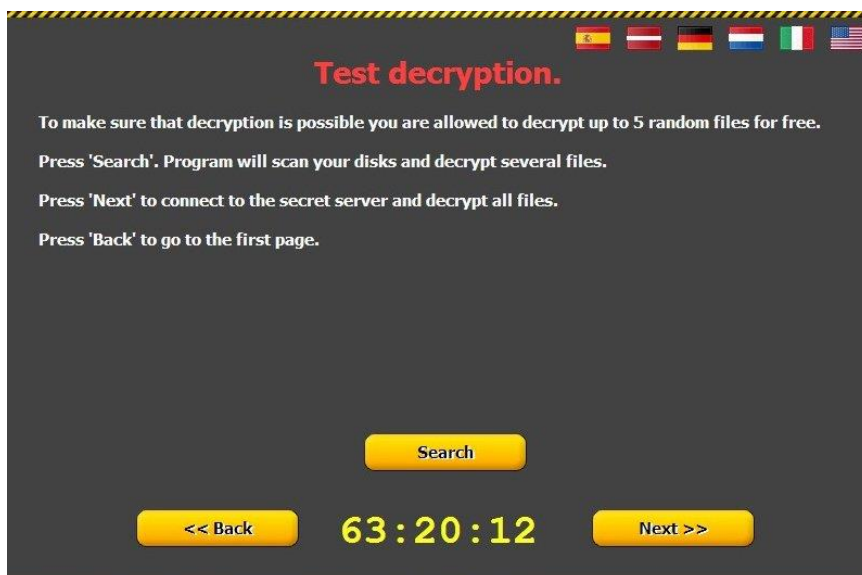 Test decryption.
To make sure that decryption is possible you are allowed to decrypt up to 5 random files for free.
Press 'Search'. Program will scan your disks and decrypt several files.
Press 'Next' to connect to the secret server and decrypt all files.
Press 'Back' to go to the first page.
Search
<< Back
63:20:12
Next >>